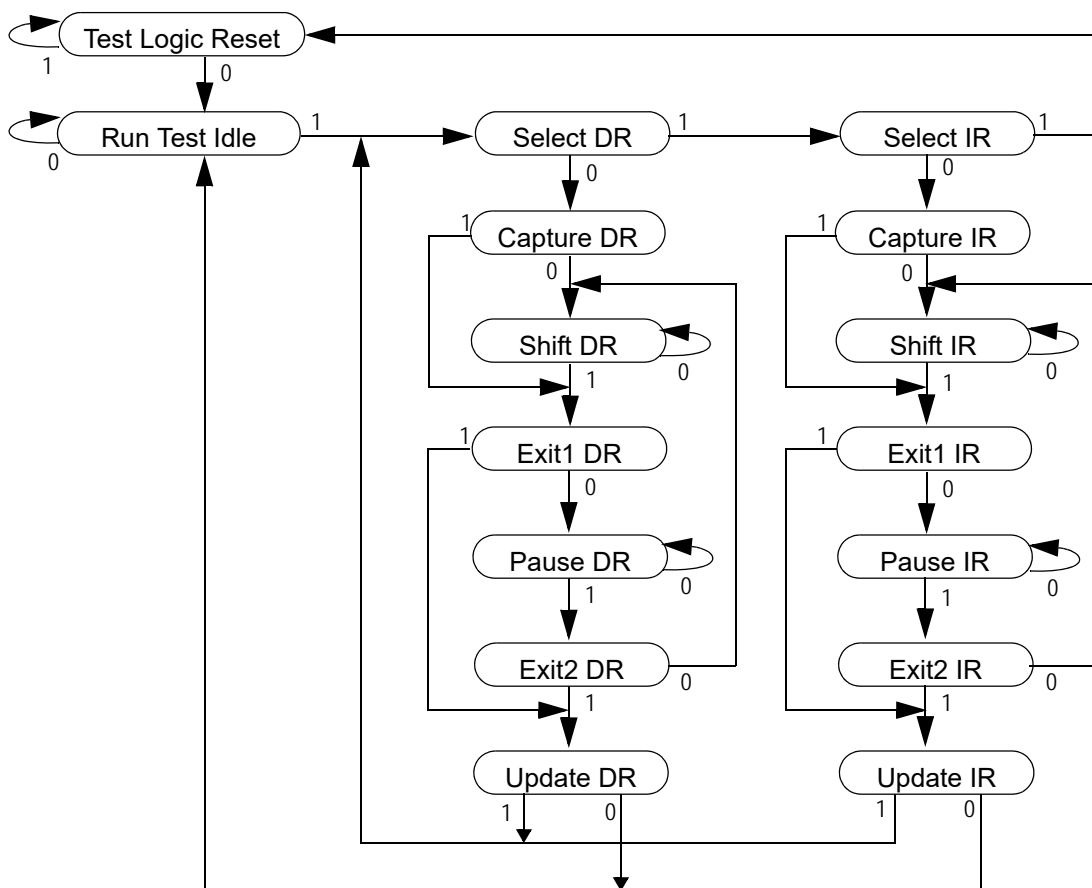 Test Logic Reset
1
0
Run Test Idle
1
0
Select DR
1
0
Select IR
1
0
1
Capture DR
0
1
Capture IR
0
Shift DR
0
1
Shift IR
0
1
1
Exit1 DR
0
1
Exit1 IR
0
Pause DR
0
1
Pause IR
0
1
Exit2 DR
0
1
Exit2 IR
0
1
Update DR
1
0
Update IR
1
0